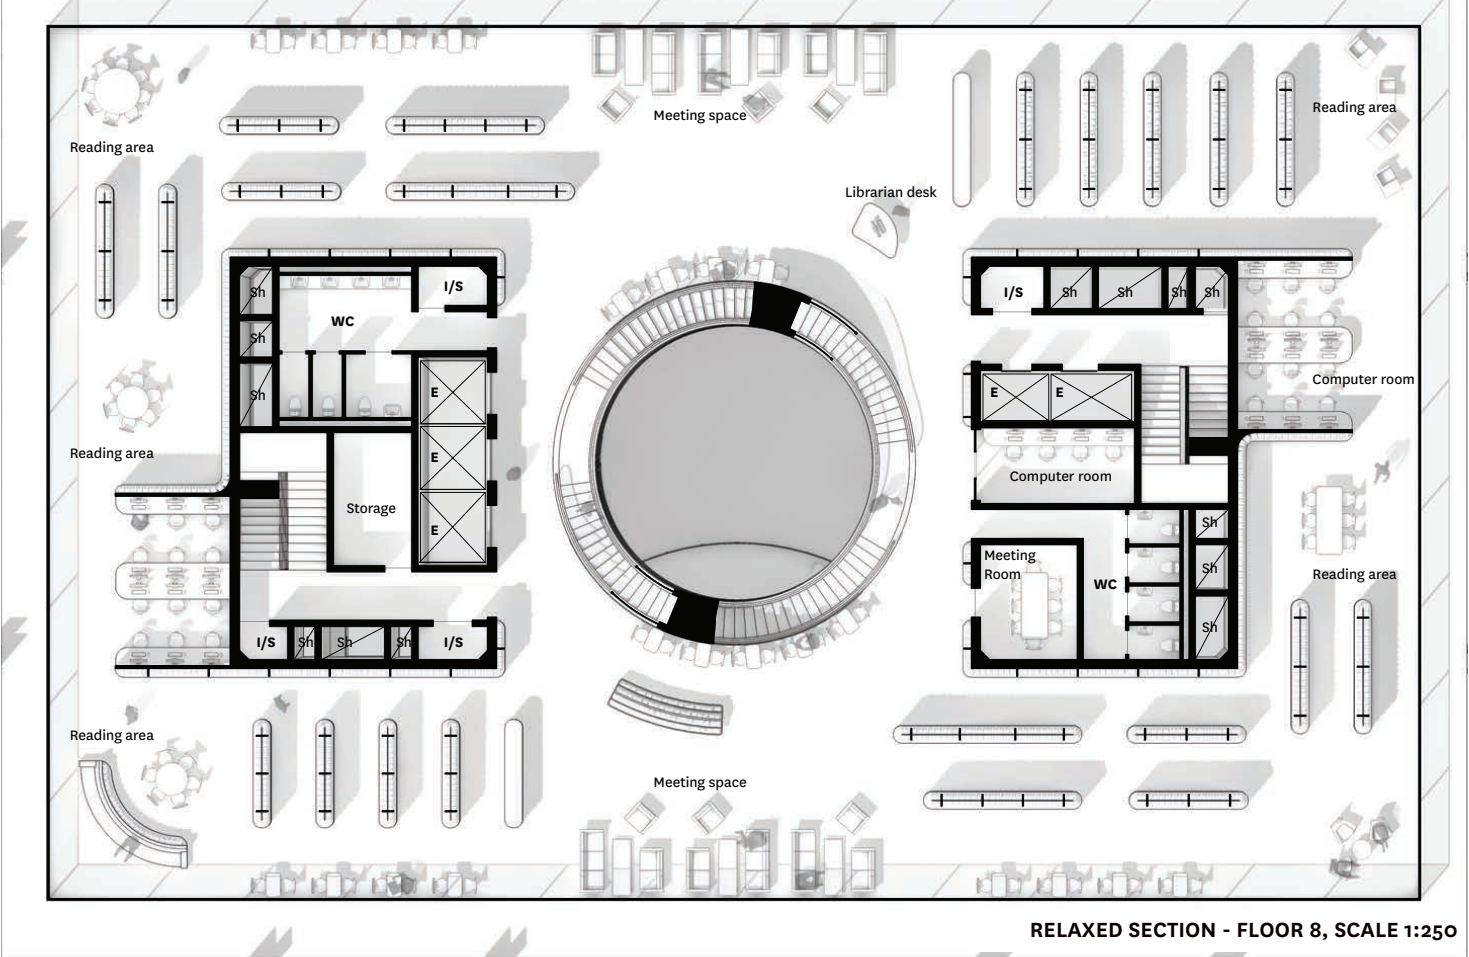 Meeting space
Reading area
Reading area
Librarian desk
Sh
I/S
WC
Sh
Sh
E
E
E
Reading area
Storage
I/S
Sh
Sh
Sh
I/S
I/S
Sh
Sh
Sh
Sh
E
E
Computer room
Computer room
Meeting
Room
WC
Sh
Sh
Sh
Reading area
Reading area
Meeting space
RELAXED SECTION - FLOOR 8, SCALE 1:250